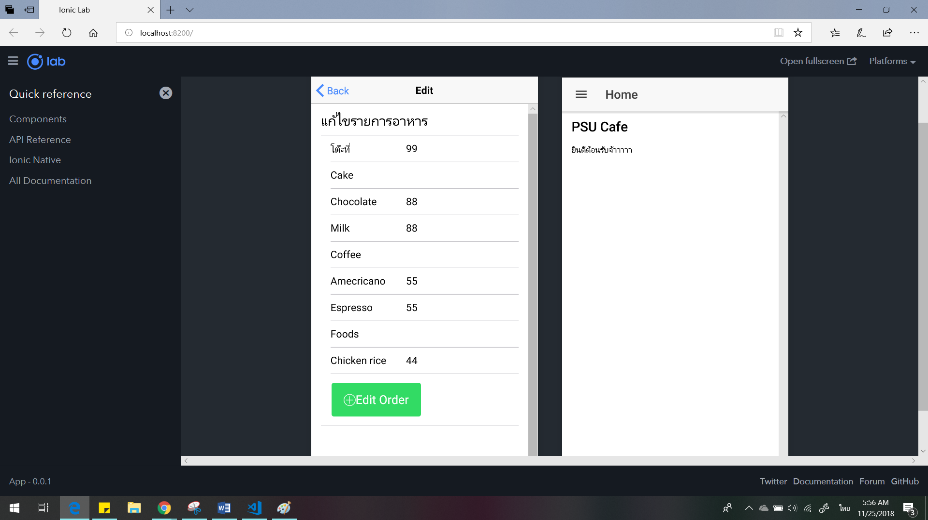 Ionic Lab
localhost:8200/
lab
Open fullscreen
Platforms
Quick reference
Components
API Reference
Ionic Native
All Documentation
Back
Edit
แก้ไขรายการอาหาร
โต๊ะที่ 99
Cake
Chocolate 88
Milk 88
Coffee
Amecricano 55
Espresso 55
Foods
Chicken rice 44
Edit Order
Home
PSU Cafe
ยินดีต้อนรับจ้าาาาา
App - 0.0.1
Twitter Documentation Forum GitHub
ไทย
5:56 AM
11/25/2018
3